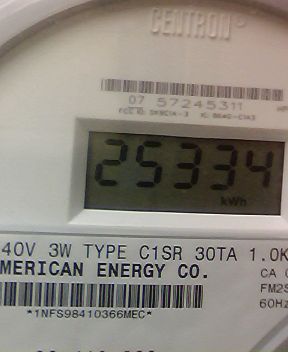 CENTRON®
07 57245311
25334
kWh
40V 3W TYPE C1SR 30TA 1.0K
MERICAN ENERGY CO.
CA
FM2S
60Hz
*1NFS98410366MEC*